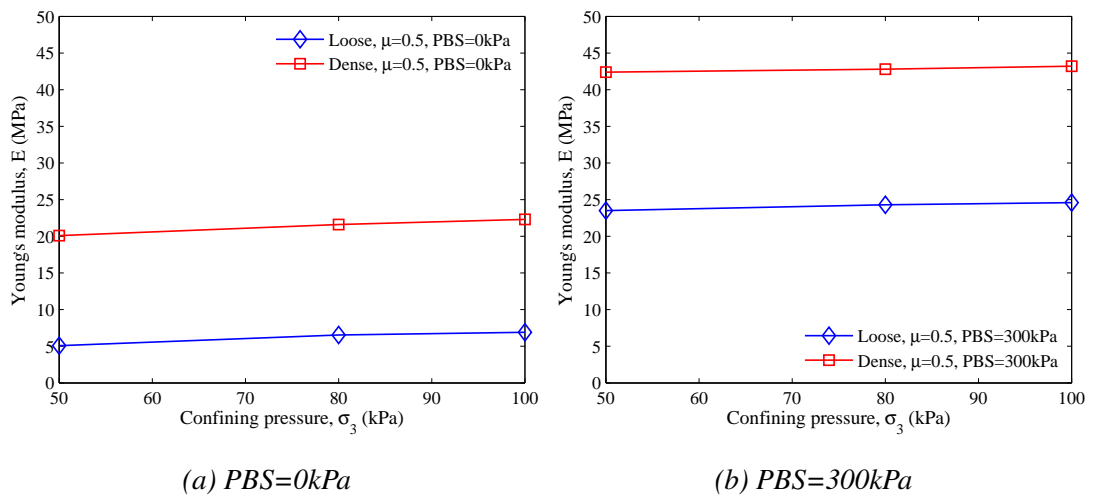 50
45
40
35
30
25
20
15
10
5
0
Young's modulus, E (MPa)
Loose, μ=0.5, PBS=0kPa
Dense, μ=0.5, PBS=0kPa
50 60 70 80 90 100
Confining pressure, σ3 (kPa)
(a) PBS=0kPa
50
45
40
35
30
25
20
15
10
5
0
Young's modulus, E (MPa)
Loose, μ=0.5, PBS=300kPa
Dense, μ=0.5, PBS=300kPa
50 60 70 80 90 100
Confining pressure, σ3 (kPa)
(b) PBS=300kPa